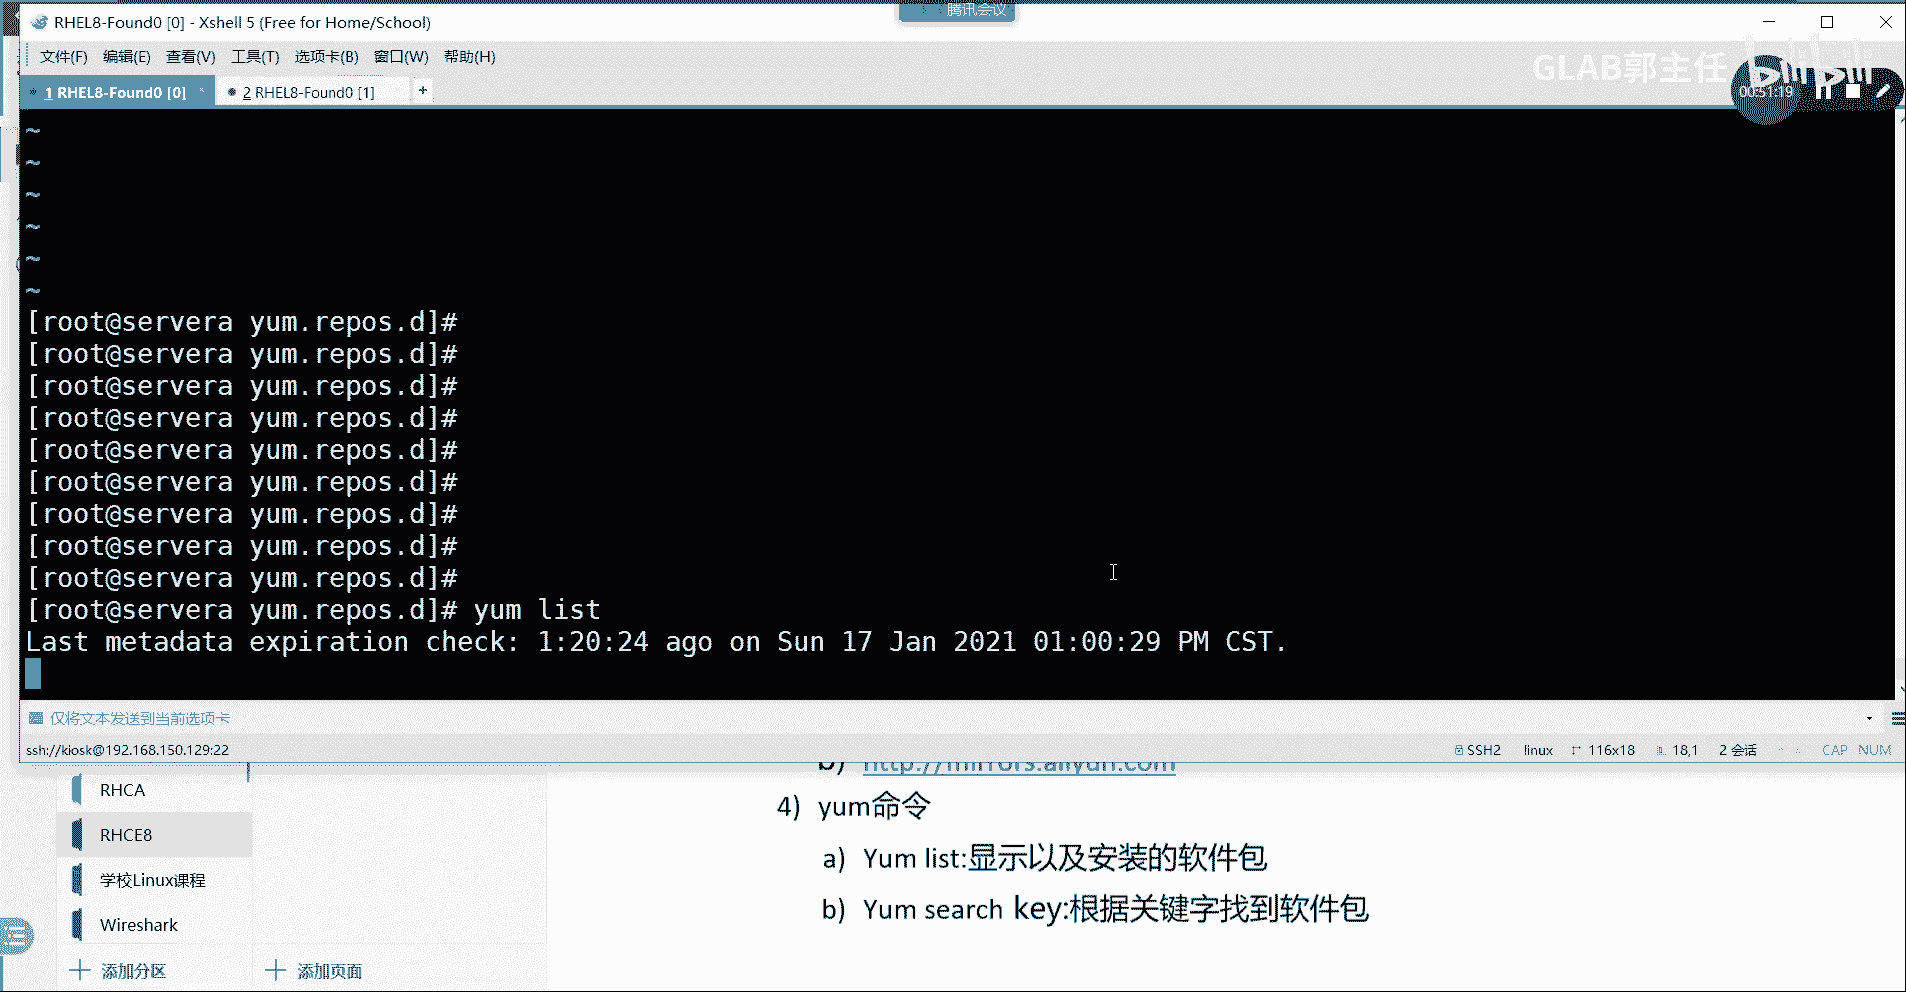 腾讯会议
RHEL8-Found0 [0] - Xshell 5 (Free for Home/School)
文件(F) 编辑(E) 查看(V) 工具(T) 选项卡(B) 窗口(W) 帮助(H)
GLAB郭主任 bilibili
00:51:19
1 RHEL8-Found0 [0] 2 RHEL8-Found0 [1] +
~
~
~
~
~
~
[root@servera yum.repos.d]#
[root@servera yum.repos.d]#
[root@servera yum.repos.d]#
[root@servera yum.repos.d]#
[root@servera yum.repos.d]#
[root@servera yum.repos.d]#
[root@servera yum.repos.d]#
[root@servera yum.repos.d]#
[root@servera yum.repos.d]#
[root@servera yum.repos.d]# yum list
Last metadata expiration check: 1:20:24 ago on Sun 17 Jan 2021 01:00:29 PM CST.
仅将文本发送到当前选项卡
ssh://kiosk@192.168.150.129:22 SSH2 linux 116x18 18,1 2 会话 CAP NUM
b) http://mirrors.aliyun.com
RHCA
4) yum命令
RHCE8
a) Yum list:显示以及安装的软件包
学校Linux课程
b) Yum search key:根据关键字找到软件包
Wireshark
添加分区 添加页面